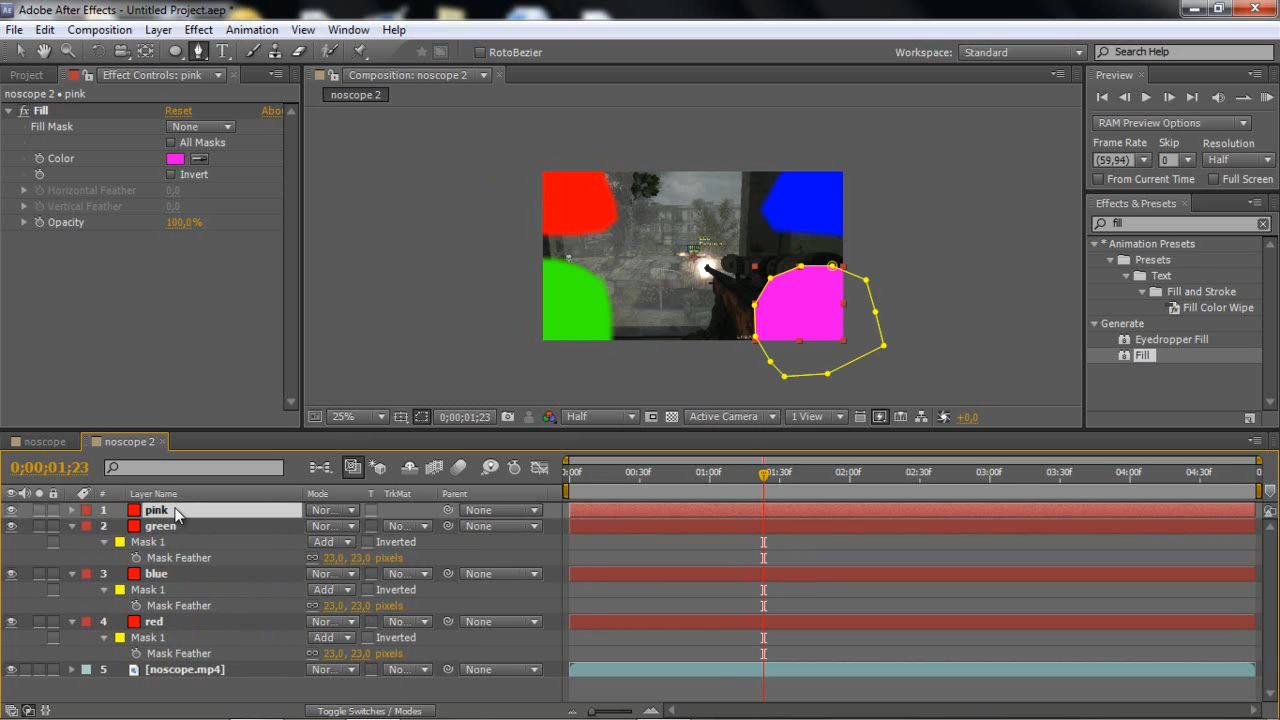 Adobe After Effects - Untitled Project.aep *
File Edit Composition Layer Effect Animation View Window Help
RotoBezier Workspace: Standard Search Help
Project Effect Controls: pink Composition: noscope 2 Preview
noscope 2 • pink noscope 2
fx Fill Reset Abo
Fill Mask None
All Masks
Color
Invert
Horizontal Feather 0,0
Vertical Feather 0,0
Opacity 100,0%
RAM Preview Options
Frame Rate Skip Resolution
(59,94) 0 Half
From Current Time Full Screen
Effects & Presets
fill
* Animation Presets
Presets
Text
Fill and Stroke
Fill Color Wipe
Generate
Eyedropper Fill
Fill
25% 0;00;01;23 Half Active Camera 1 View +0,0
noscope noscope 2
0;00;01;23 :00F 00:30F 01:00F 01:30F 02:00F 02:30F 03:00F 03:30F 04:00F 04:30F
# Layer Name Mode T TrkMat Parent
1 pink Nor... None
2 green Nor... No... None
Mask 1 Add Inverted
Mask Feather 23,0, 23,0 pixels
3 blue Nor... No... None
Mask 1 Add Inverted
Mask Feather 23,0, 23,0 pixels
4 red Nor... No... None
Mask 1 Add Inverted
Mask Feather 23,0, 23,0 pixels
5 [noscope.mp4] Nor... No... None
Toggle Switches / Modes